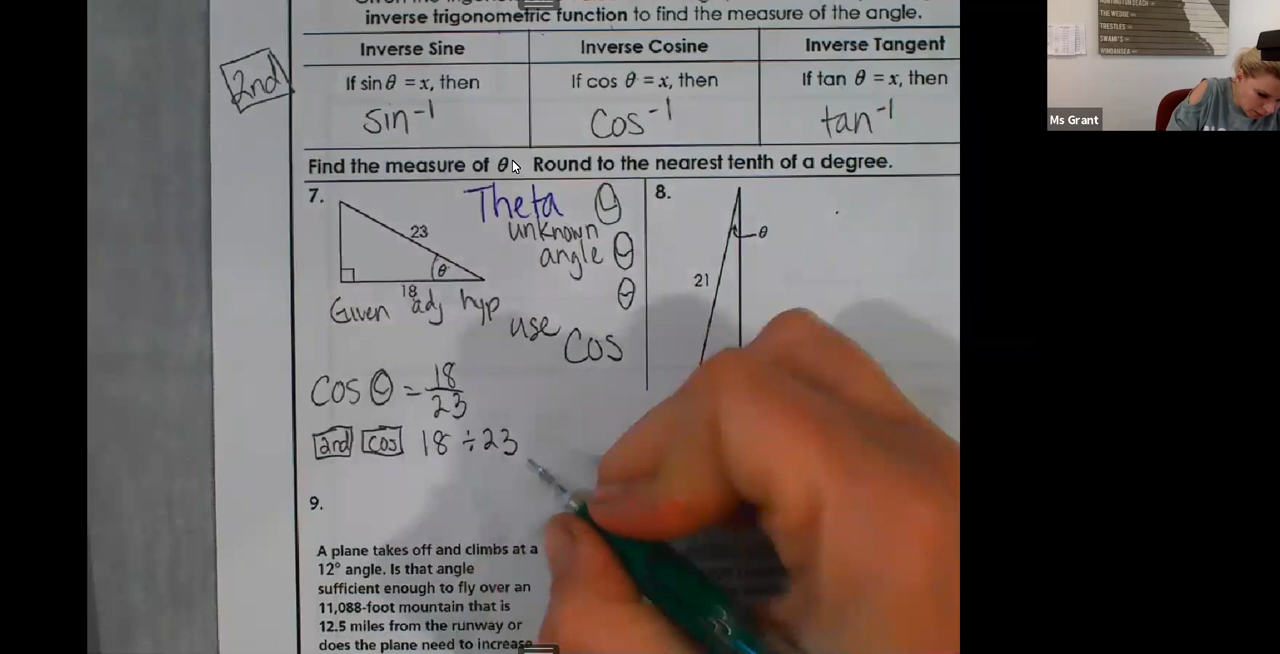 inverse trigonometric function to find the measure of the angle.
2nd
Inverse Sine
Inverse Cosine
Inverse Tangent
If sin θ = x, then
If cos θ = x, then
If tan θ = x, then
sin⁻¹
cos⁻¹
tan⁻¹
Find the measure of θ. Round to the nearest tenth of a degree.
7.
23
θ
18
Theta θ
unknown
angle θ
θ
Given adj hyp
use
Cos
Cos θ = 18/23
2nd cos 18 ÷ 23
8.
θ
21
9.
A plane takes off and climbs at a
12° angle. Is that angle
sufficient enough to fly over an
11,088-foot mountain that is
12.5 miles from the runway or
does the plane need to increase
THE WEDGE
TRESTLES
SWAMI'S
WINDANSEA
Ms Grant